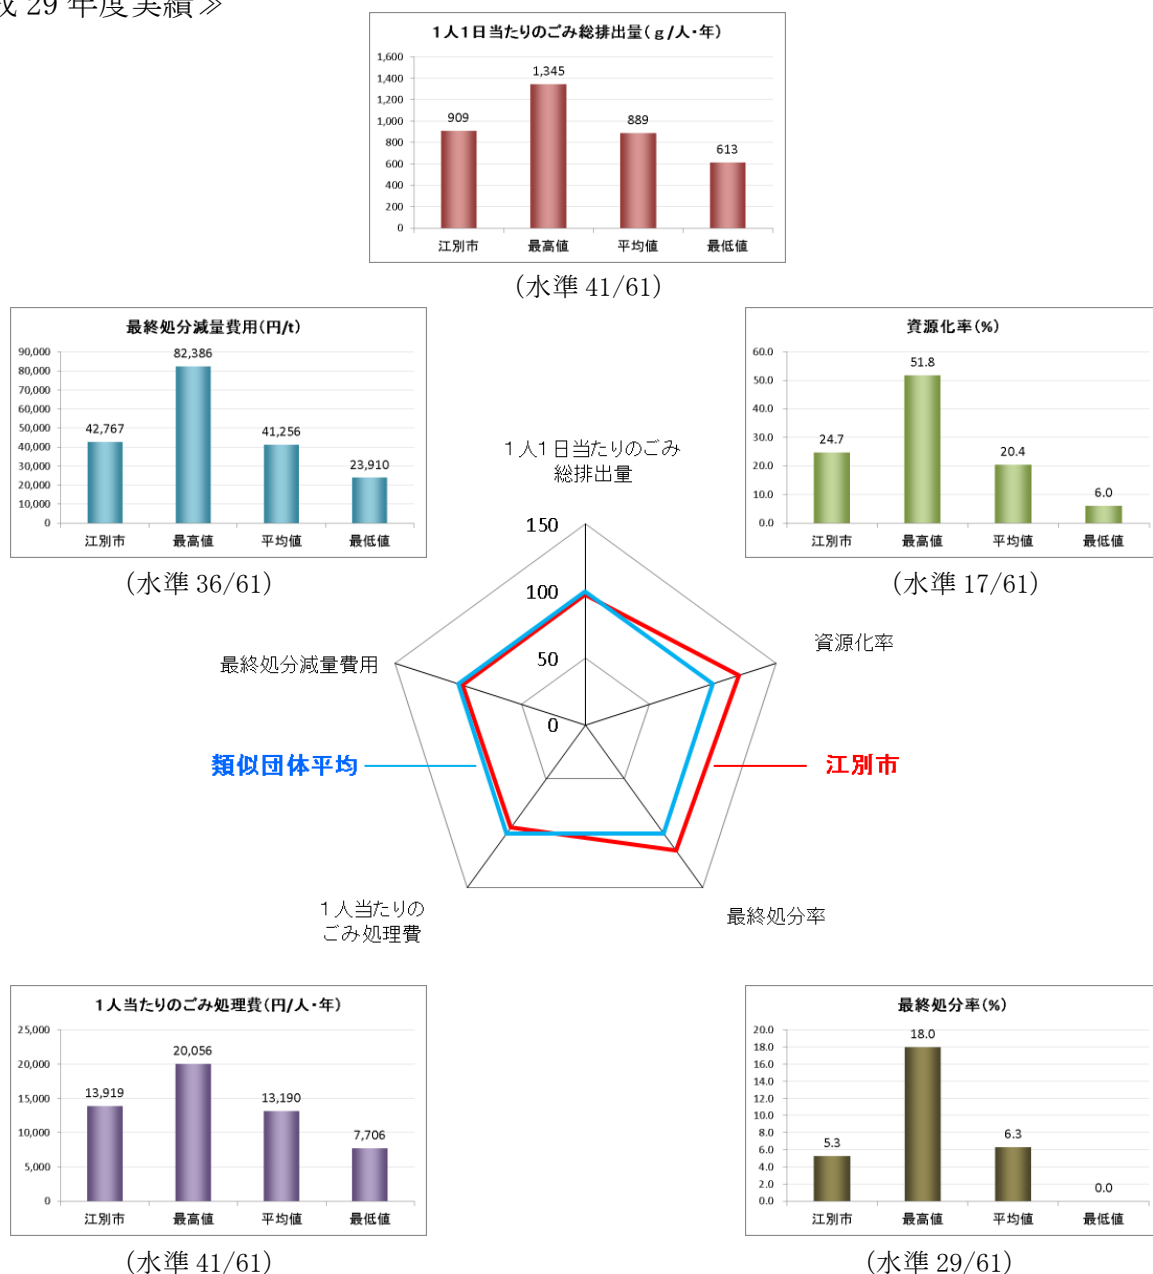 29 年度実績≫
1人1日当たりのごみ総排出量(ｇ/人・年)
1,600
1,400
1,200
1,000
800
600
400
200
0
909
1,345
889
613
江別市 最高値 平均値 最低値
(水準 41/61)
最終処分減量費用(円/t)
90,000
80,000
70,000
60,000
50,000
40,000
30,000
20,000
10,000
0
42,767
82,386
41,256
23,910
江別市 最高値 平均値 最低値
(水準 36/61)
資源化率(%)
60.0
50.0
40.0
30.0
20.0
10.0
0.0
24.7
51.8
20.4
6.0
江別市 最高値 平均値 最低値
(水準 17/61)
1人1日当たりのごみ
総排出量
150
100
50
0
資源化率
最終処分減量費用
類似団体平均
江別市
1人当たりの
ごみ処理費
最終処分率
1人当たりのごみ処理費(円/人・年)
25,000
20,000
15,000
10,000
5,000
0
13,919
20,056
13,190
7,706
江別市 最高値 平均値 最低値
(水準 41/61)
最終処分率(%)
20.0
18.0
16.0
14.0
12.0
10.0
8.0
6.0
4.0
2.0
0.0
5.3
18.0
6.3
0.0
江別市 最高値 平均値 最低値
(水準 29/61)